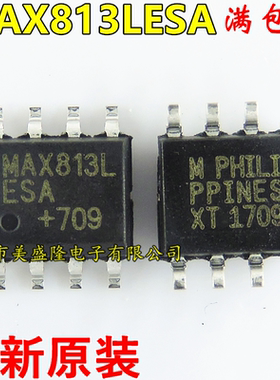 MAX813LESA 满包
MAX813L
ESA
+709
M PHILI
PPINES
XT 1709
市美盛隆电子有限公司
新原装